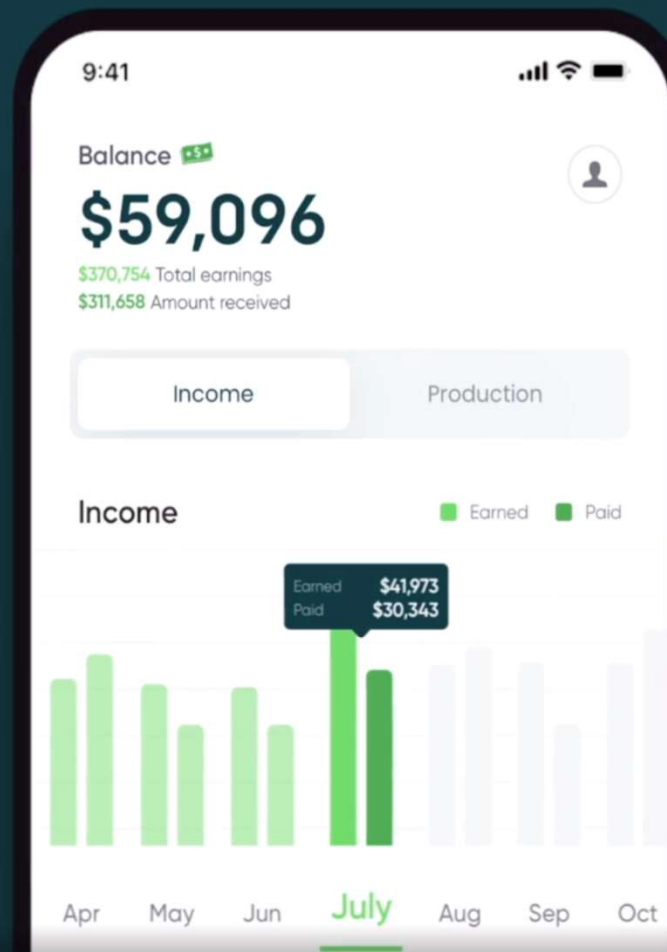 9:41
Balance
$59,096
$370,754 Total earnings
$311,658 Amount received
Income Production
Income Earned Paid
Earned $41,973
Paid $30,343
Apr May Jun July Aug Sep Oct